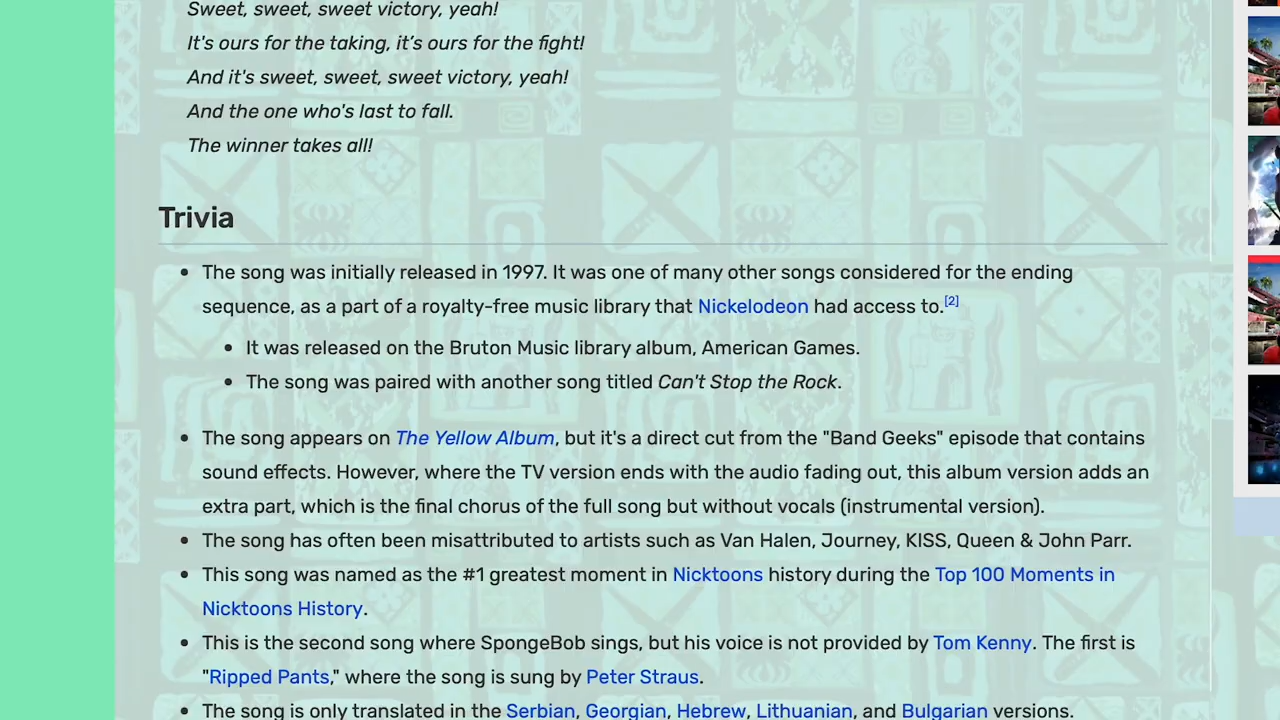 Sweet, sweet, sweet victory, yeah!
It's ours for the taking, it’s ours for the fight!
And it's sweet, sweet, sweet victory, yeah!
And the one who's last to fall.
The winner takes all!
Trivia
The song was initially released in 1997. It was one of many other songs considered for the ending
sequence, as a part of a royalty-free music library that Nickelodeon had access to.[2]
It was released on the Bruton Music library album, American Games.
The song was paired with another song titled Can't Stop the Rock.
The song appears on The Yellow Album, but it's a direct cut from the "Band Geeks" episode that contains
sound effects. However, where the TV version ends with the audio fading out, this album version adds an
extra part, which is the final chorus of the full song but without vocals (instrumental version).
The song has often been misattributed to artists such as Van Halen, Journey, KISS, Queen & John Parr.
This song was named as the #1 greatest moment in Nicktoons history during the Top 100 Moments in
Nicktoons History.
This is the second song where SpongeBob sings, but his voice is not provided by Tom Kenny. The first is
"Ripped Pants," where the song is sung by Peter Straus.
The song is only translated in the Serbian, Georgian, Hebrew, Lithuanian, and Bulgarian versions.